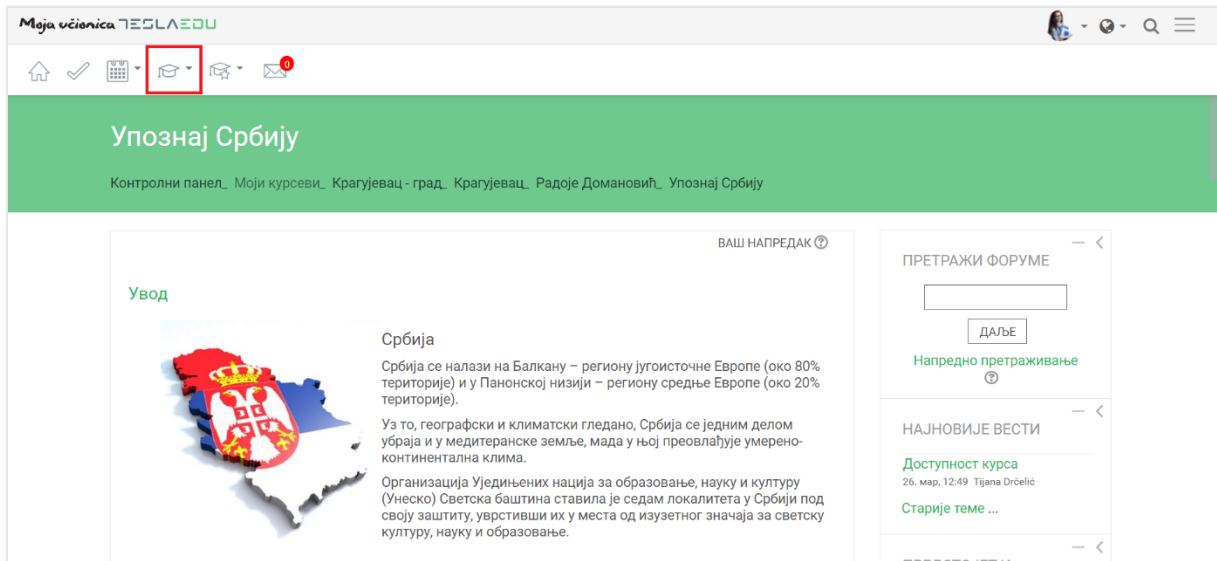 Moja učionica TESLAEDU
0
Упознај Србију
Контролни панел_ Моји курсеви_ Крагујевац - град_ Крагујевац_ Радоје Домановић_ Упознај Србију
ВАШ НАПРЕДАК
Увод
Србија
Србија се налази на Балкану – региону југоисточне Европе (око 80%
територије) и у Панонској низији – региону средње Европе (око 20%
територије).
Уз то, географски и климатски гледано, Србија се једним делом
убраја и у медитеранске земље, мада у њој преовлађује умерено-
континентална клима.
Организација Уједињених нација за образовање, науку и културу
(Унеско) Светска баштина ставила је седам локалитета у Србији под
своју заштиту, уврстивши их у места од изузетног значаја за светску
културу, науку и образовање.
ПРЕТРАЖИ ФОРУМЕ
ДАЉЕ
Напредно претраживање
НАЈНОВИЈЕ ВЕСТИ
Доступност курса
26. мар, 12:49 Tijana Drčelić
Старије теме ...